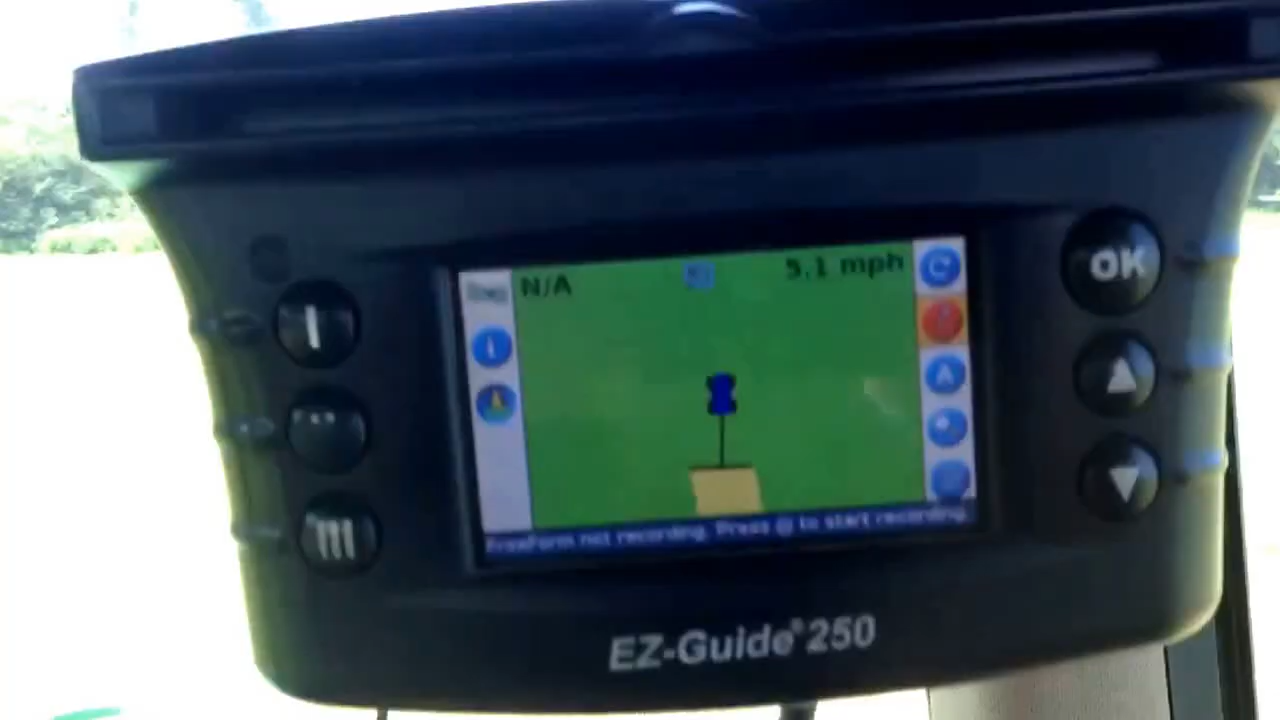 N/A
5.1 mph
OK
A
FreeForm not recording. Press to start recording.
EZ-Guide® 250